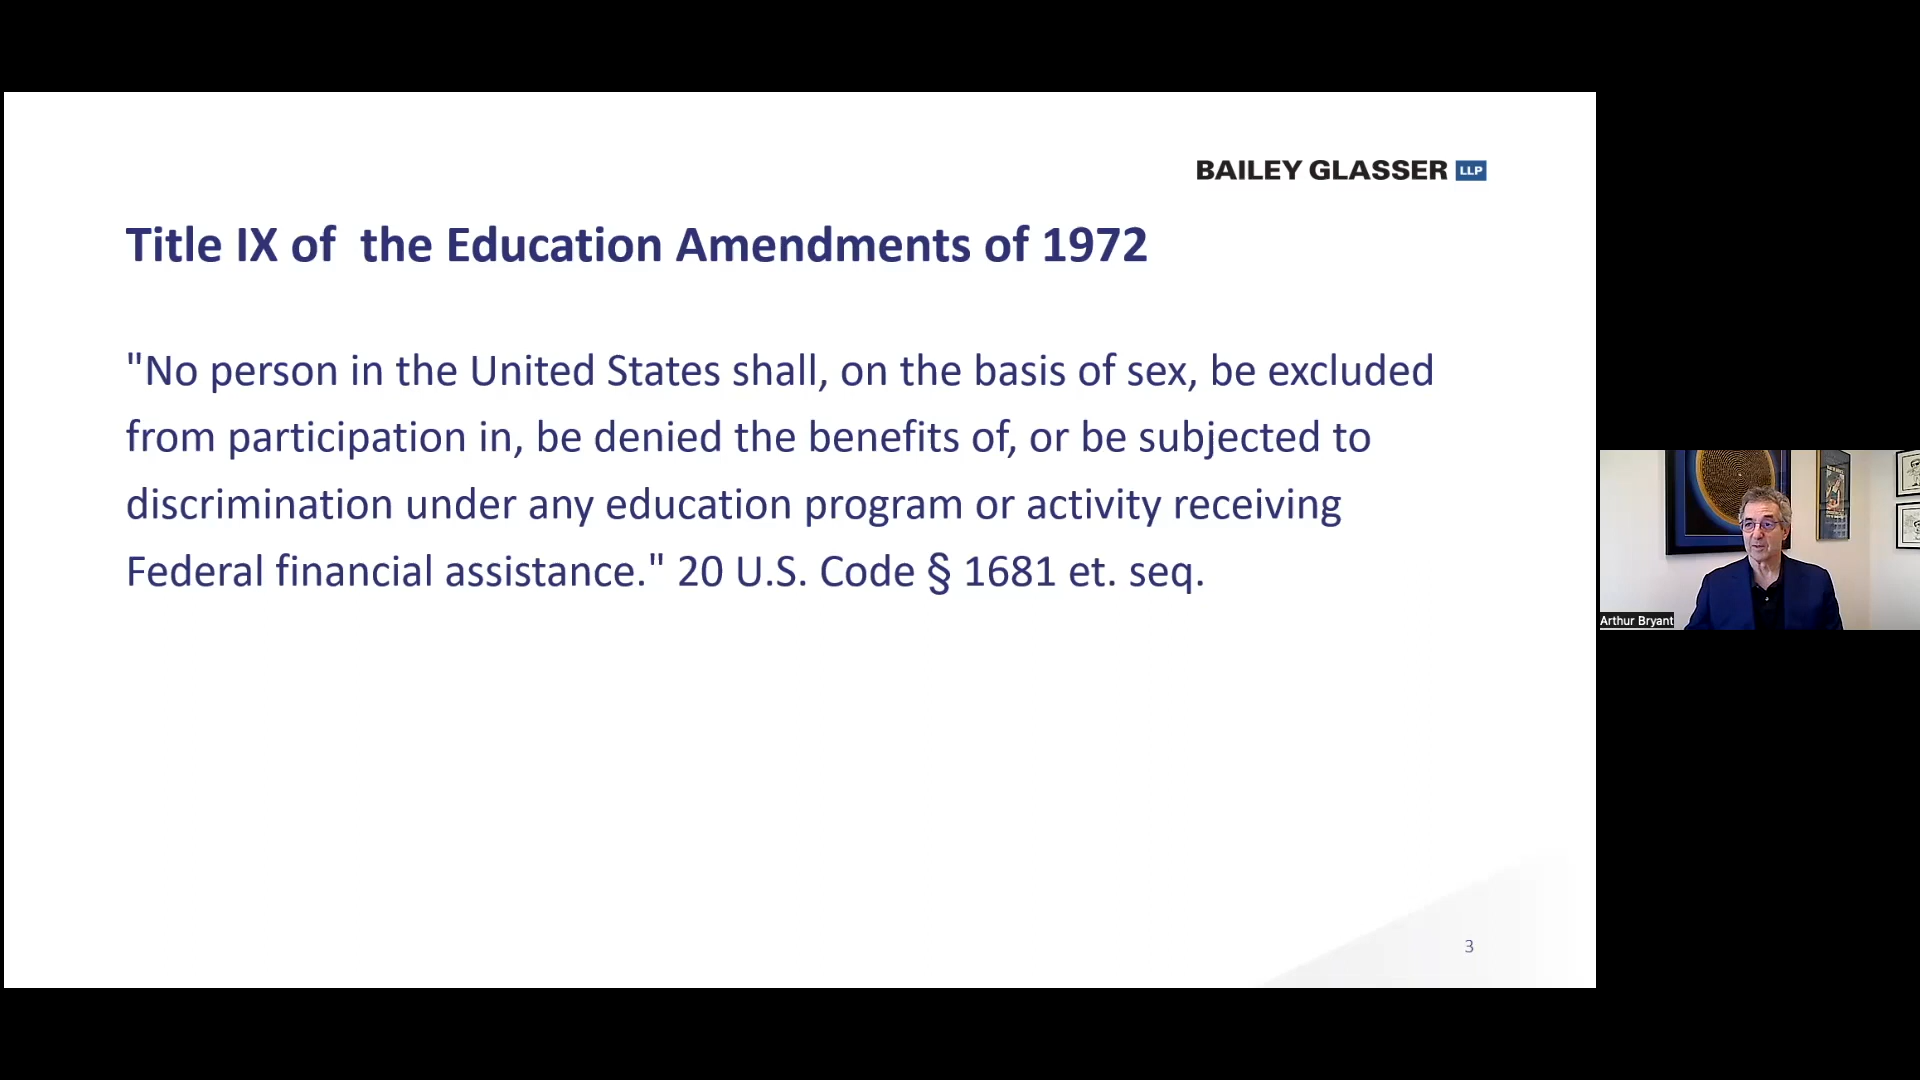 BAILEY GLASSER LLP
Title IX of  the Education Amendments of 1972
"No person in the United States shall, on the basis of sex, be excluded
from participation in, be denied the benefits of, or be subjected to
discrimination under any education program or activity receiving
Federal financial assistance." 20 U.S. Code § 1681 et. seq.
Arthur Bryant
3